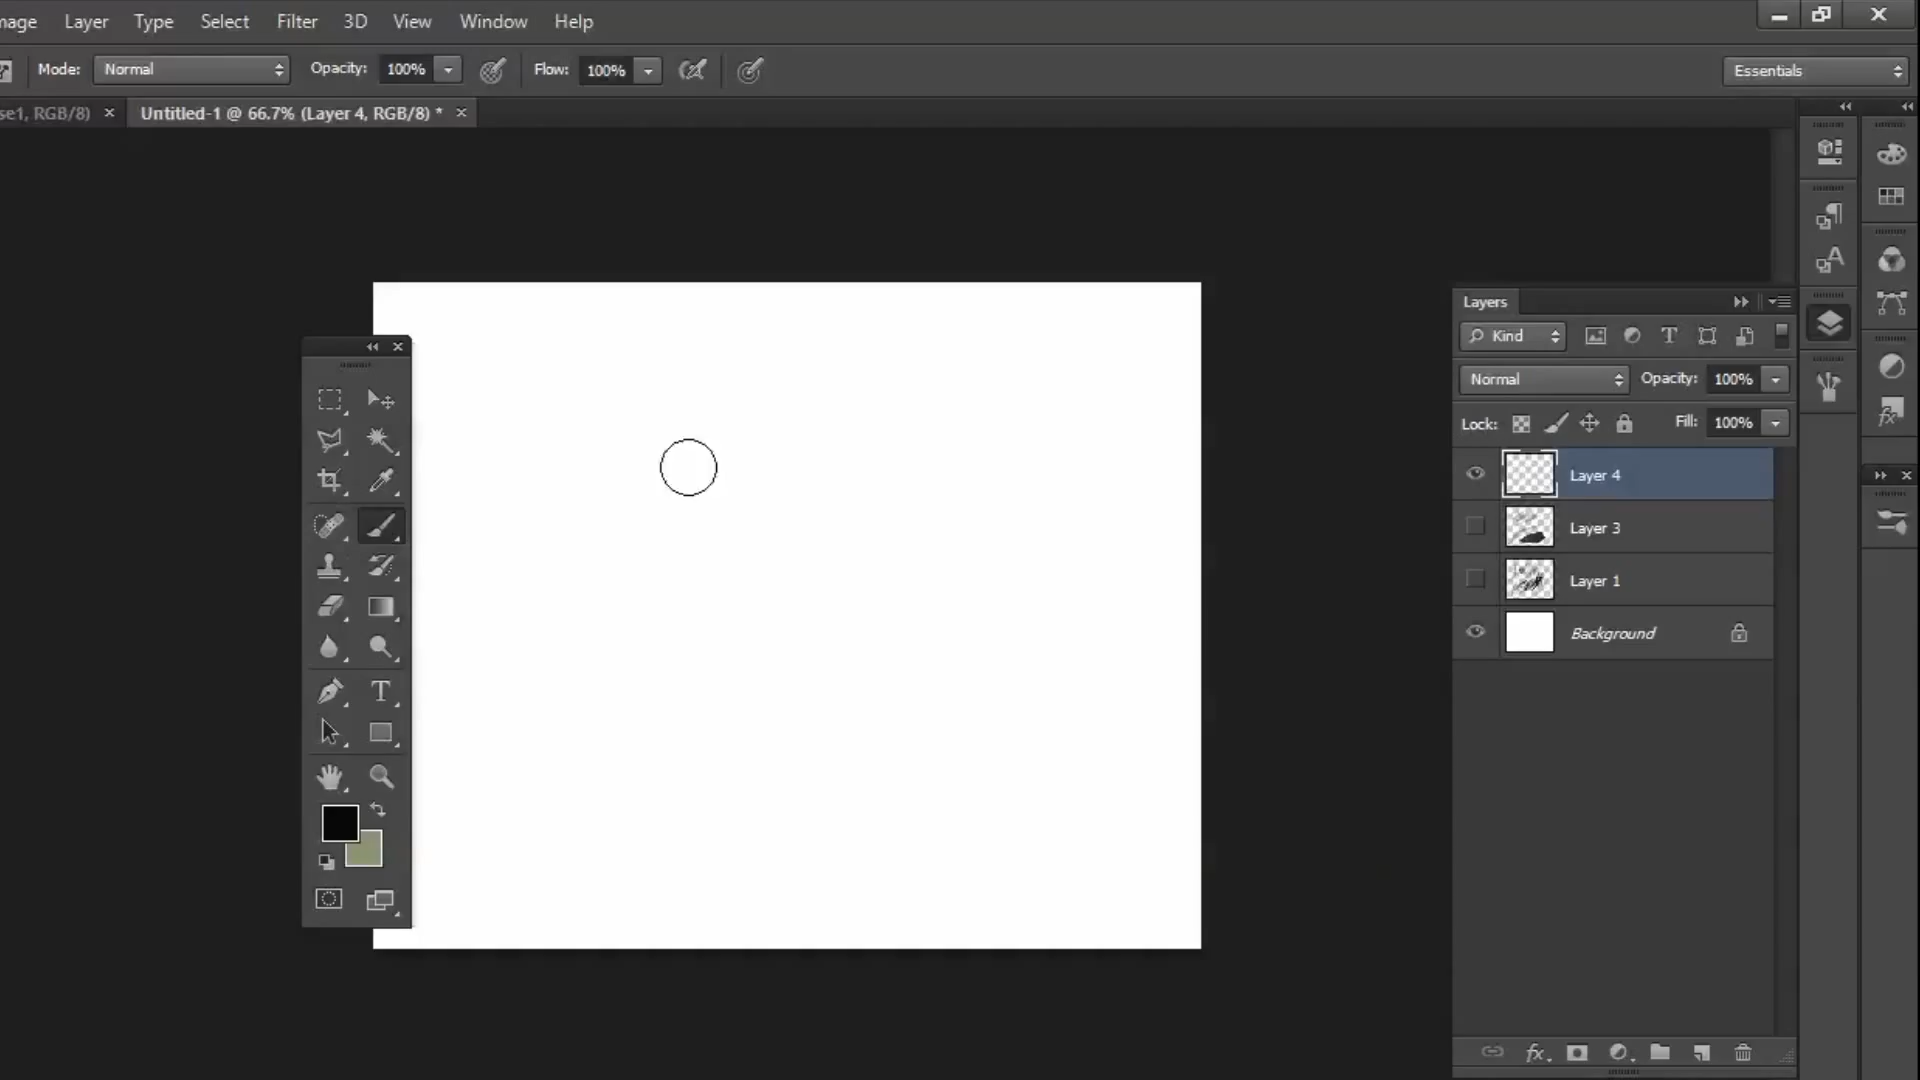 mage Layer Type Select Filter 3D View Window Help
Mode: Normal Opacity: 100% Flow: 100% Essentials
se1, RGB/8) × Untitled-1 @ 66.7% (Layer 4, RGB/8) * ×
Layers
Kind
Normal Opacity: 100%
Lock: Fill: 100%
Layer 4
Layer 3
Layer 1
Background